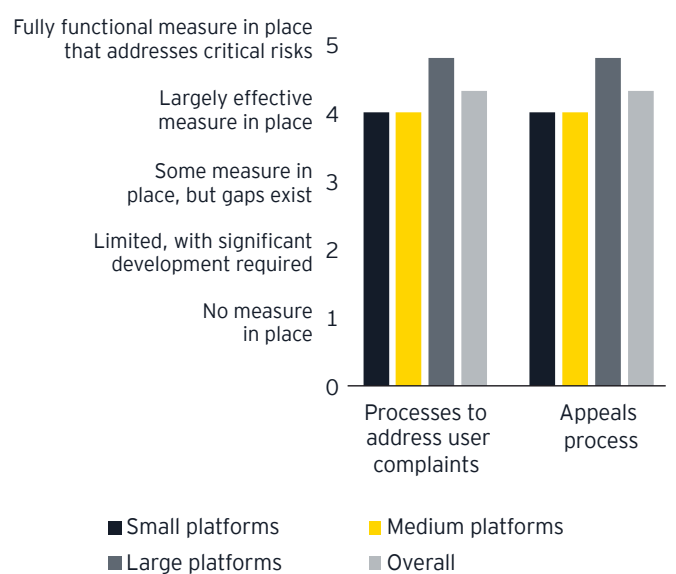 Fully functional measure in place
that addresses critical risks
5
Largely effective
measure in place
4
Some measure in
place, but gaps exist
3
Limited, with significant
development required
2
No measure
in place
1
0
Processes to
address user
complaints
Appeals
process
Small platforms
Medium platforms
Large platforms
Overall